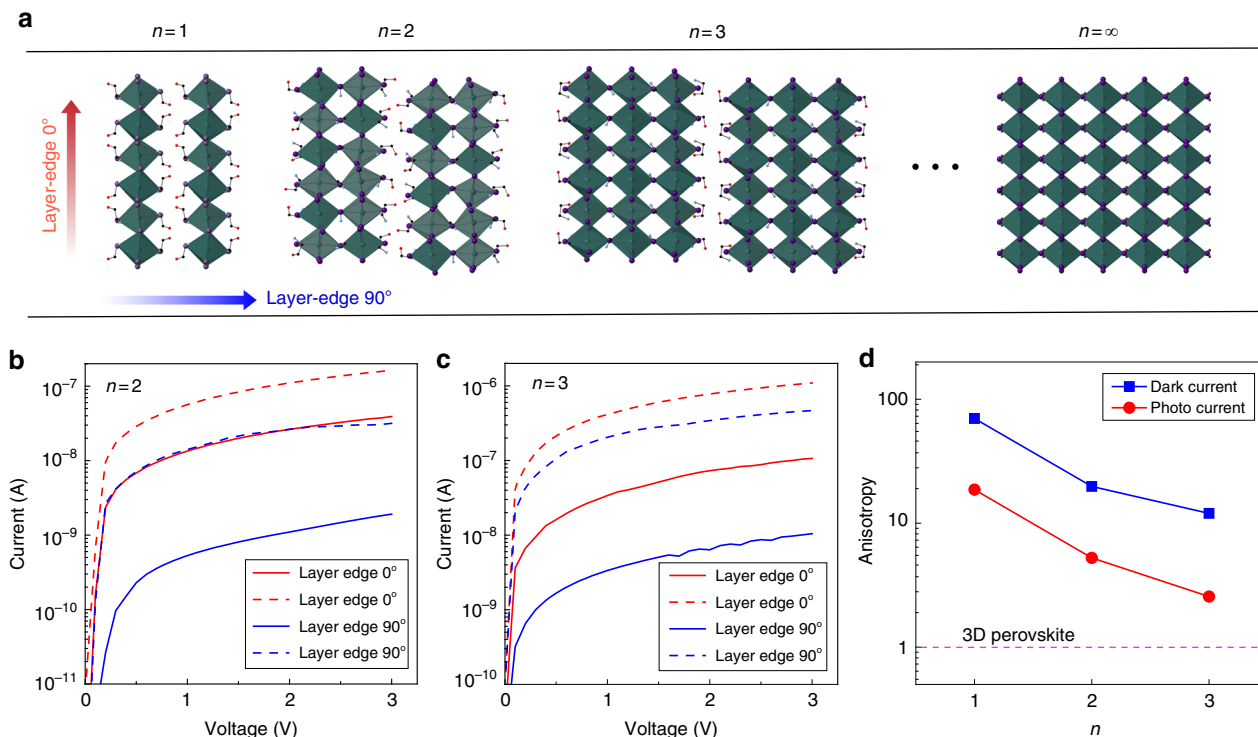 a
n=1 n=2 n=3 n=∞
Layer-edge 0°
• • •
Layer-edge 90°
b
n=2
10⁻⁷
10⁻⁸
10⁻⁹
10⁻¹⁰
10⁻¹¹
Current (A)
0 1 2 3
Voltage (V)
Layer edge 0°
Layer edge 0°
Layer edge 90°
Layer edge 90°
c
n=3
10⁻⁶
10⁻⁷
10⁻⁸
10⁻⁹
10⁻¹⁰
Current (A)
0 1 2 3
Voltage (V)
Layer edge 0°
Layer edge 0°
Layer edge 90°
Layer edge 90°
d
Dark current
Photo current
100
10
1
Anisotropy
3D perovskite
1 2 3
n